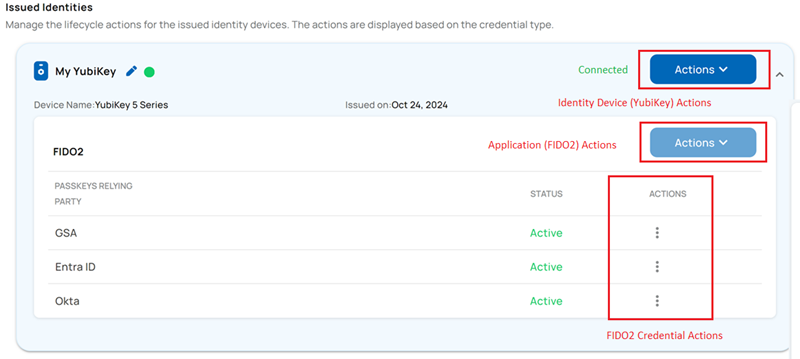 Issued Identities
Manage the lifecycle actions for the issued identity devices. The actions are displayed based on the credential type.
My YubiKey Connected Actions
Device Name:YubiKey 5 Series Issued on:Oct 24, 2024 Identity Device (YubiKey) Actions
FIDO2 Application (FIDO2) Actions Actions
PASSKEYS RELYING
PARTY STATUS ACTIONS
GSA Active
Entra ID Active
Okta Active
FIDO2 Credential Actions